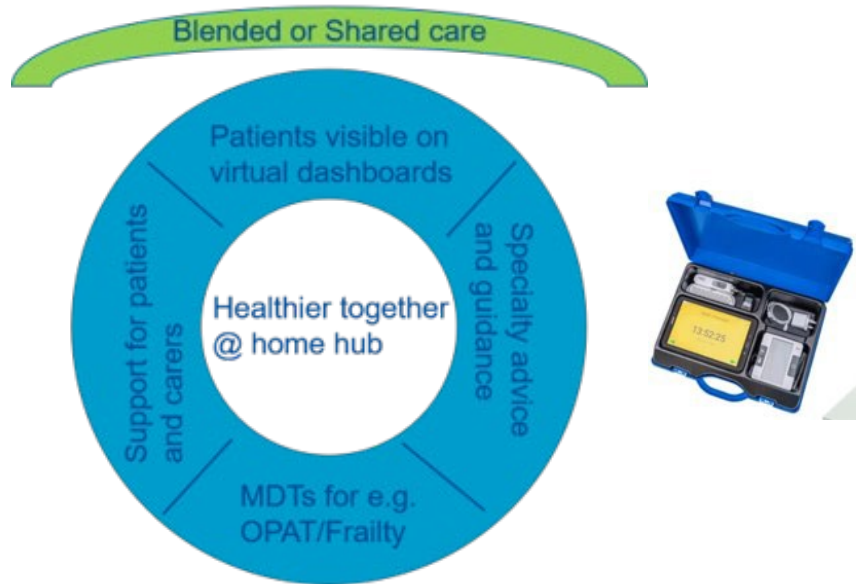 Blended or Shared care
Patients visible on
virtual dashboards
Specialty advice
and guidance
Healthier together
@ home hub
Support for patients
and carers
MDTs for e.g.
OPAT/Frailty
13:52:25